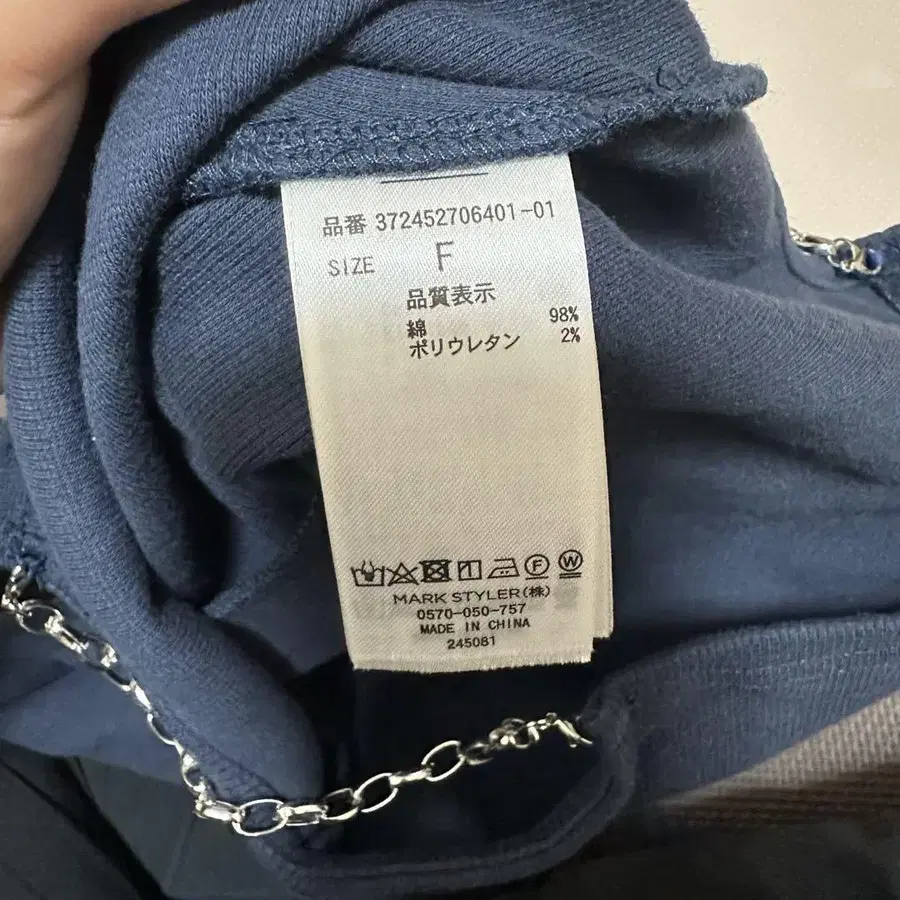 品番 372452706401-01
SIZE F
品質表示
綿 98%
ポリウレタン 2%
F W
MARK STYLER(株)
0570-050-757
MADE IN CHINA
245081